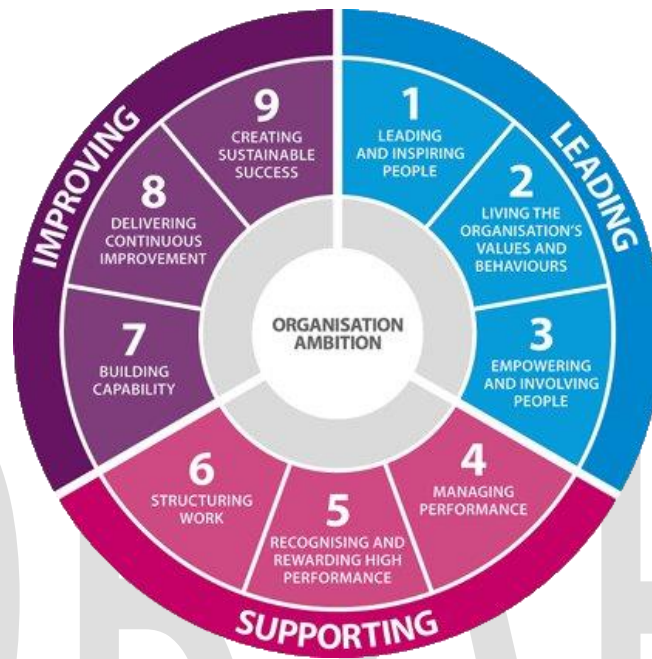 IMPROVING
LEADING
SUPPORTING
1
LEADING
AND INSPIRING
PEOPLE
2
LIVING THE
ORGANISATION'S
VALUES AND
BEHAVIOURS
3
EMPOWERING
AND INVOLVING
PEOPLE
4
MANAGING
PERFORMANCE
5
RECOGNISING AND
REWARDING HIGH
PERFORMANCE
6
STRUCTURING
WORK
7
BUILDING
CAPABILITY
8
DELIVERING
CONTINUOUS
IMPROVEMENT
9
CREATING
SUSTAINABLE
SUCCESS
ORGANISATION
AMBITION